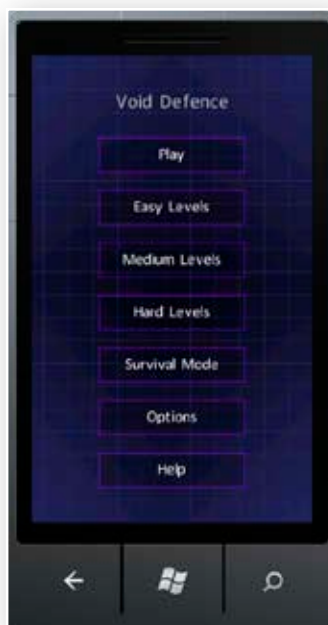 Void Defence
Play
Easy Levels
Medium Levels
Hard Levels
Survival Mode
Options
Help